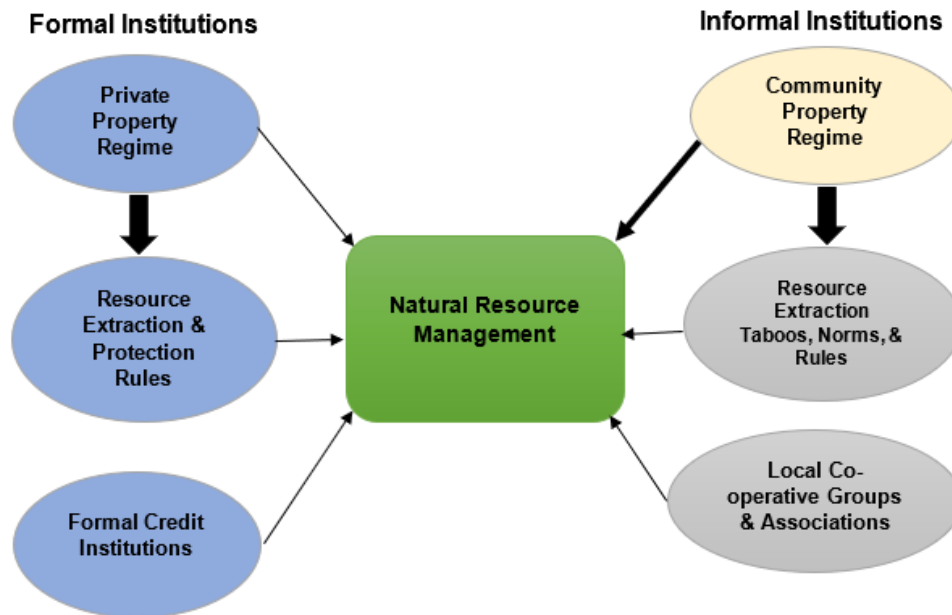 Formal Institutions
Informal Institutions
Private
Property
Regime
Community
Property
Regime
Resource
Extraction &
Protection
Rules
Natural Resource
Management
Resource
Extraction
Taboos, Norms, &
Rules
Formal Credit
Institutions
Local Co-
operative Groups
& Associations